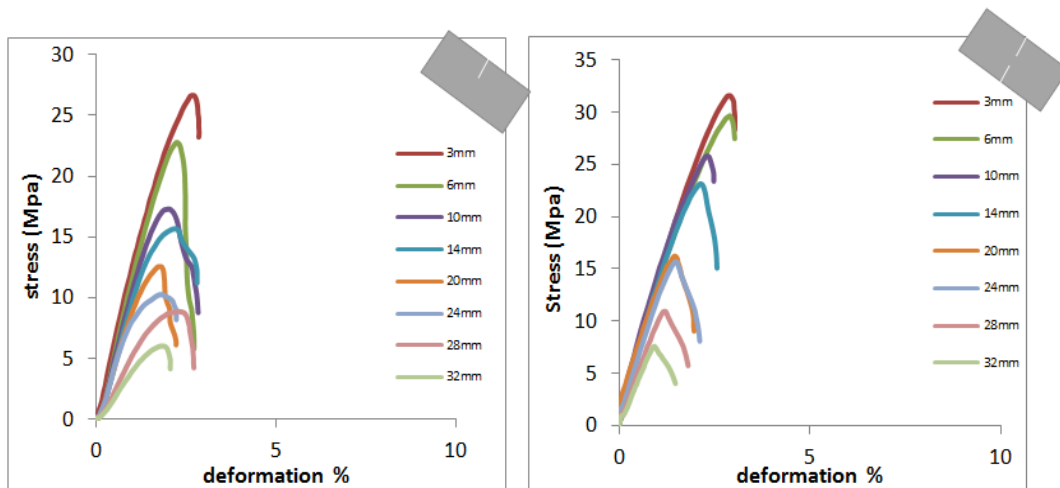 30
25
20
15
10
5
0
stress (Mpa)
3mm
6mm
10mm
14mm
20mm
24mm
28mm
32mm
0 5 10
deformation %
35
30
25
20
15
10
5
0
Stress (Mpa)
3mm
6mm
10mm
14mm
20mm
24mm
28mm
32mm
0 5 10
deformation %